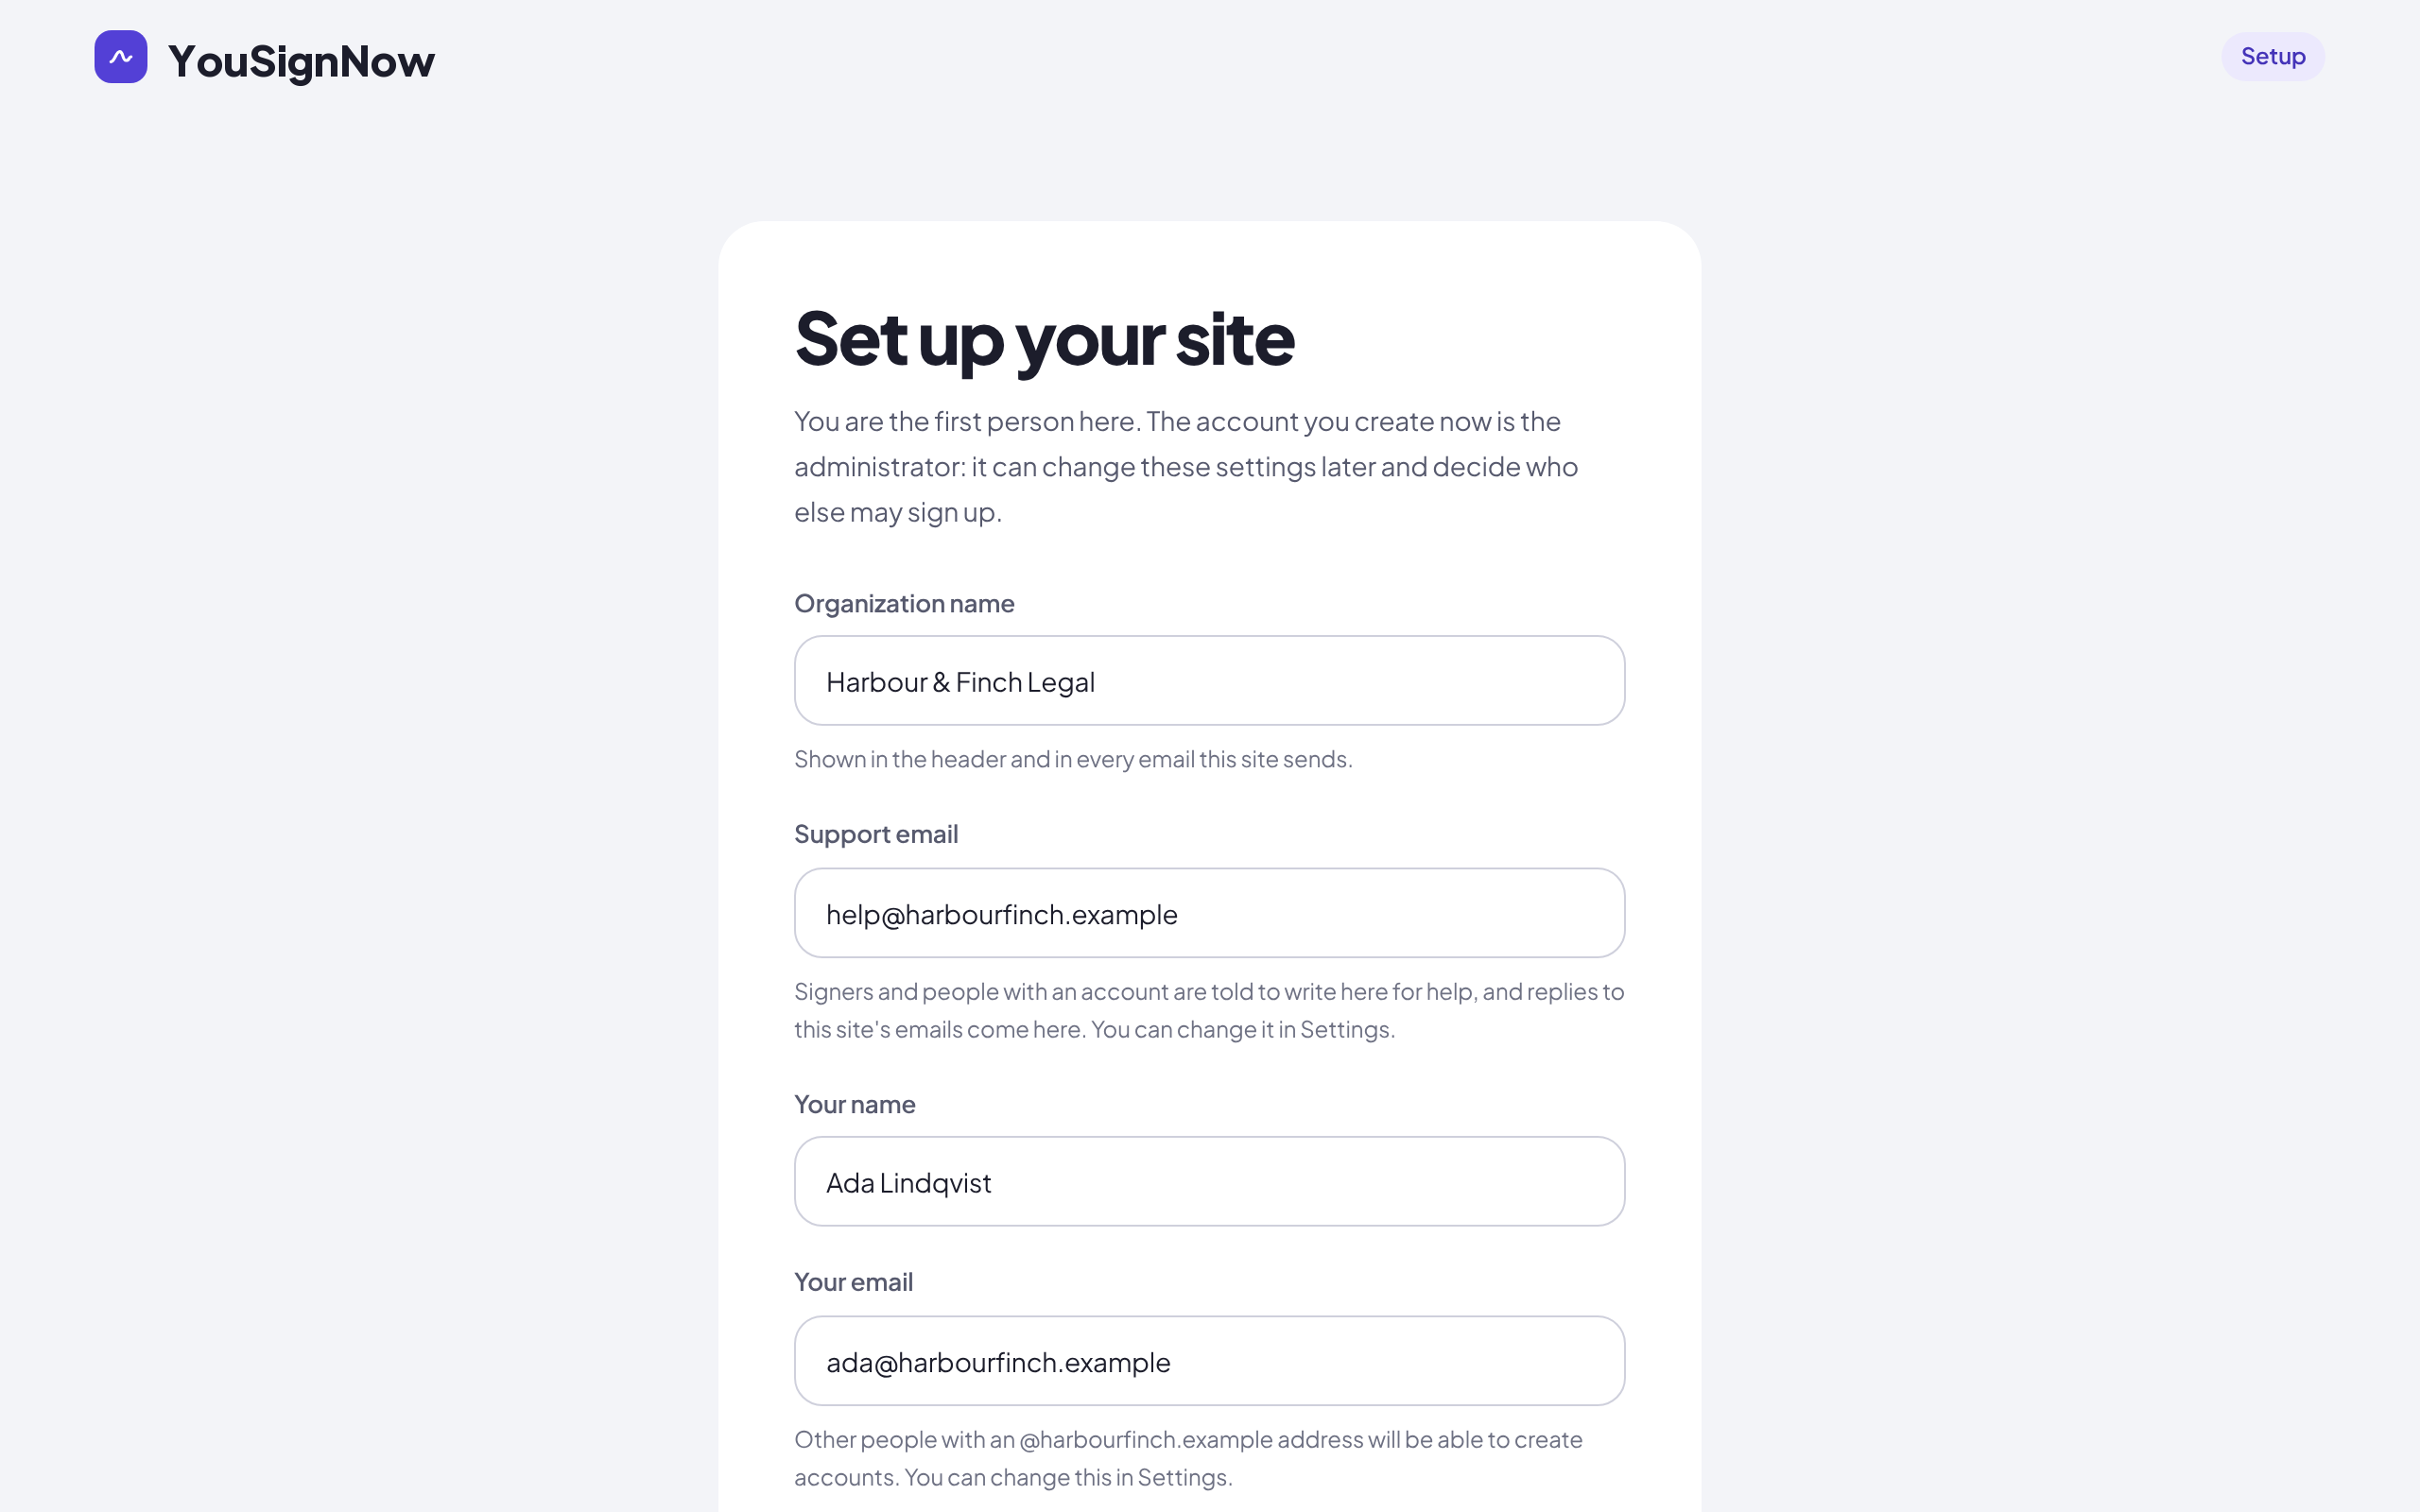 YouSignNow
Setup
Set up your site
You are the first person here. The account you create now is the
administrator: it can change these settings later and decide who
else may sign up.
Organization name
Harbour & Finch Legal
Shown in the header and in every email this site sends.
Support email
help@harbourfinch.example
Signers and people with an account are told to write here for help, and replies to
this site's emails come here. You can change it in Settings.
Your name
Ada Lindqvist
Your email
ada@harbourfinch.example
Other people with an @harbourfinch.example address will be able to create
accounts. You can change this in Settings.